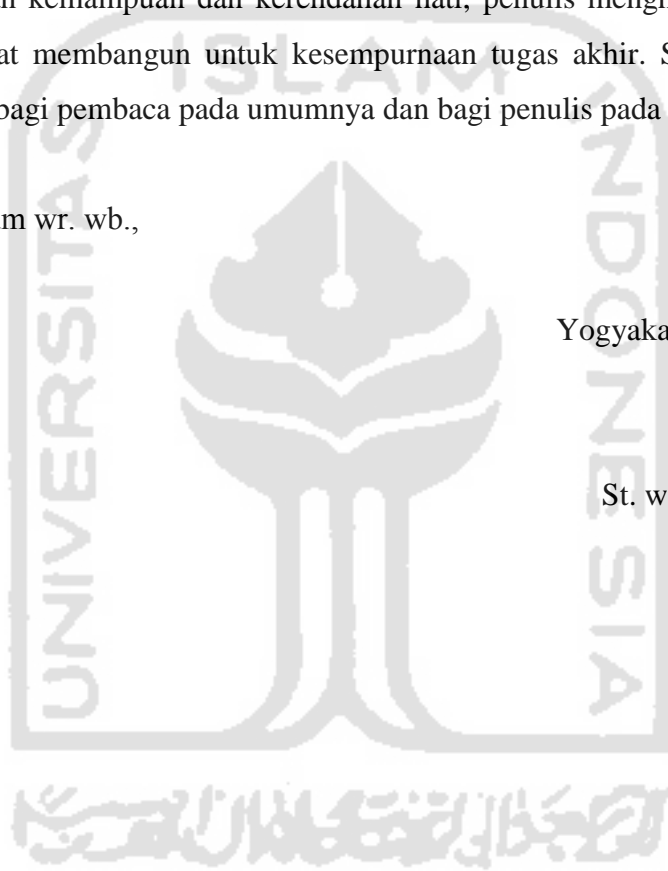 n kemampuan dan kerendahan hati, penulis mengh
at membangun untuk kesempurnaan tugas akhir. S
bagi pembaca pada umumnya dan bagi penulis pada
m wr. wb.,
Yogyaka
St. w
UNIVERSITAS
ISLAM
INDONESIA